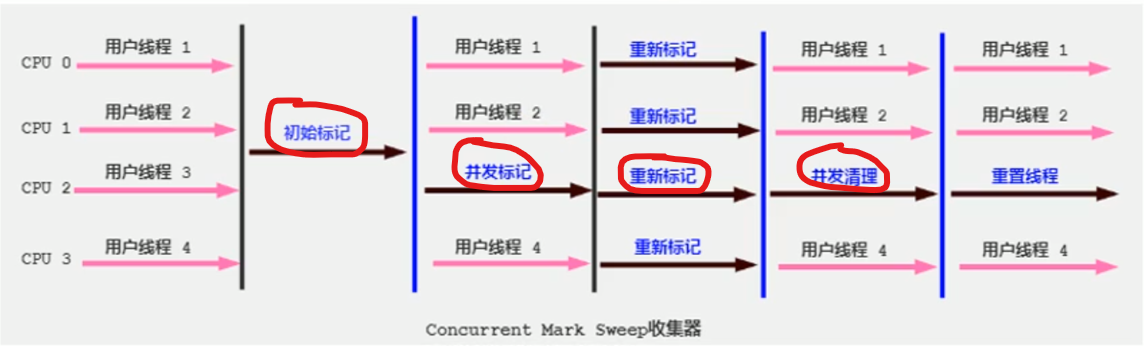 用户线程 1 用户线程 1 重新标记 用户线程 1 用户线程 1
CPU 0
用户线程 2 用户线程 2 重新标记 用户线程 2 用户线程 2
CPU 1
初始标记
用户线程 3 并发标记 重新标记 并发清理 重置线程
CPU 2
用户线程 4 用户线程 4 重新标记 用户线程 4 用户线程 4
CPU 3
Concurrent Mark Sweep收集器